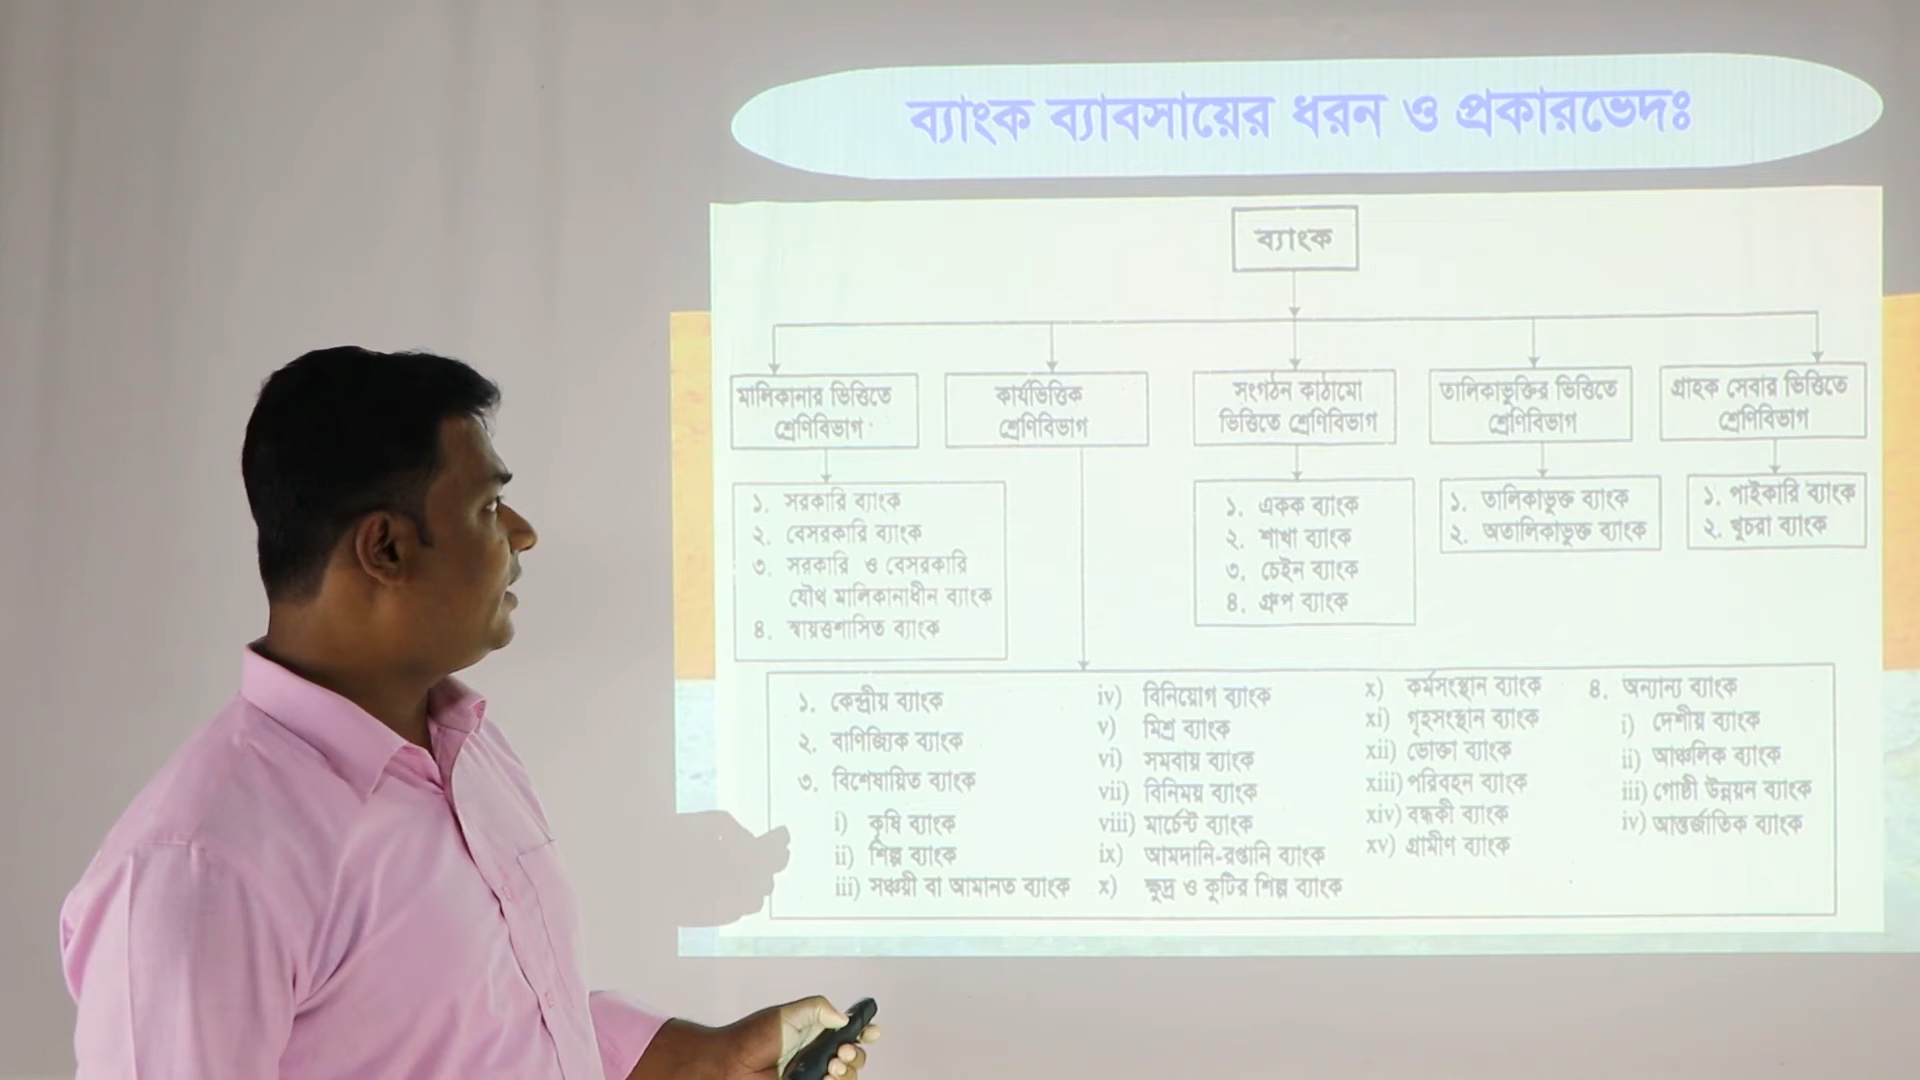 ব্যাংক ব্যাবসায়ের ধরন ও প্রকারভেদঃ
ব্যাংক
মালিকানার ভিত্তিতে
শ্রেণিবিভাগ
কার্যভিত্তিক
শ্রেণিবিভাগ
সংগঠন কাঠামো
ভিত্তিতে শ্রেণিবিভাগ
তালিকাভুক্তির ভিত্তিতে
শ্রেণিবিভাগ
গ্রাহক সেবার ভিত্তিতে
শ্রেণিবিভাগ
১. সরকারি ব্যাংক
২. বেসরকারি ব্যাংক
৩. সরকারি ও বেসরকারি
যৌথ মালিকানাধীন ব্যাংক
৪. স্বায়ত্তশাসিত ব্যাংক
১. একক ব্যাংক
২. শাখা ব্যাংক
৩. চেইন ব্যাংক
৪. গ্রুপ ব্যাংক
১. তালিকাভুক্ত ব্যাংক
২. অতালিকাভুক্ত ব্যাংক
১. পাইকারি ব্যাংক
২. খুচরা ব্যাংক
১. কেন্দ্রীয় ব্যাংক
২. বাণিজ্যিক ব্যাংক
৩. বিশেষায়িত ব্যাংক
i) কৃষি ব্যাংক
ii) শিল্প ব্যাংক
iii) সঞ্চয়ী বা আমানত ব্যাংক
iv) বিনিয়োগ ব্যাংক
v) মিশ্র ব্যাংক
vi) সমবায় ব্যাংক
vii) বিনিময় ব্যাংক
viii) মার্চেন্ট ব্যাংক
ix) আমদানি-রপ্তানি ব্যাংক
x) ক্ষুদ্র ও কুটির শিল্প ব্যাংক
x) কর্মসংস্থান ব্যাংক
xi) গৃহসংস্থান ব্যাংক
xii) ভোক্তা ব্যাংক
xiii) পরিবহন ব্যাংক
xiv) বন্ধকী ব্যাংক
xv) গ্রামীণ ব্যাংক
৪. অন্যান্য ব্যাংক
i) দেশীয় ব্যাংক
ii) আঞ্চলিক ব্যাংক
iii) গোষ্ঠী উন্নয়ন ব্যাংক
iv) আন্তর্জাতিক ব্যাংক